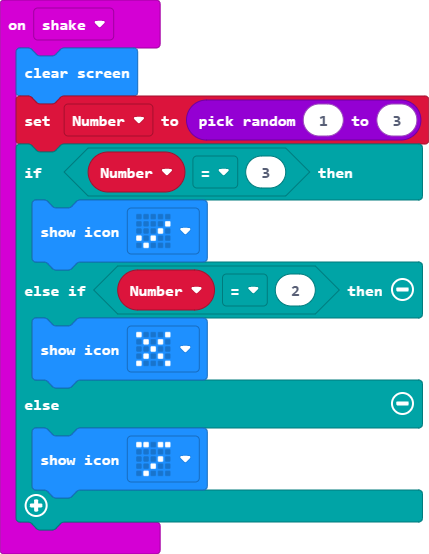 on shake
clear screen
set Number to pick random 1 to 3
if Number = 3 then
show icon
else if Number = 2 then
show icon
else
show icon